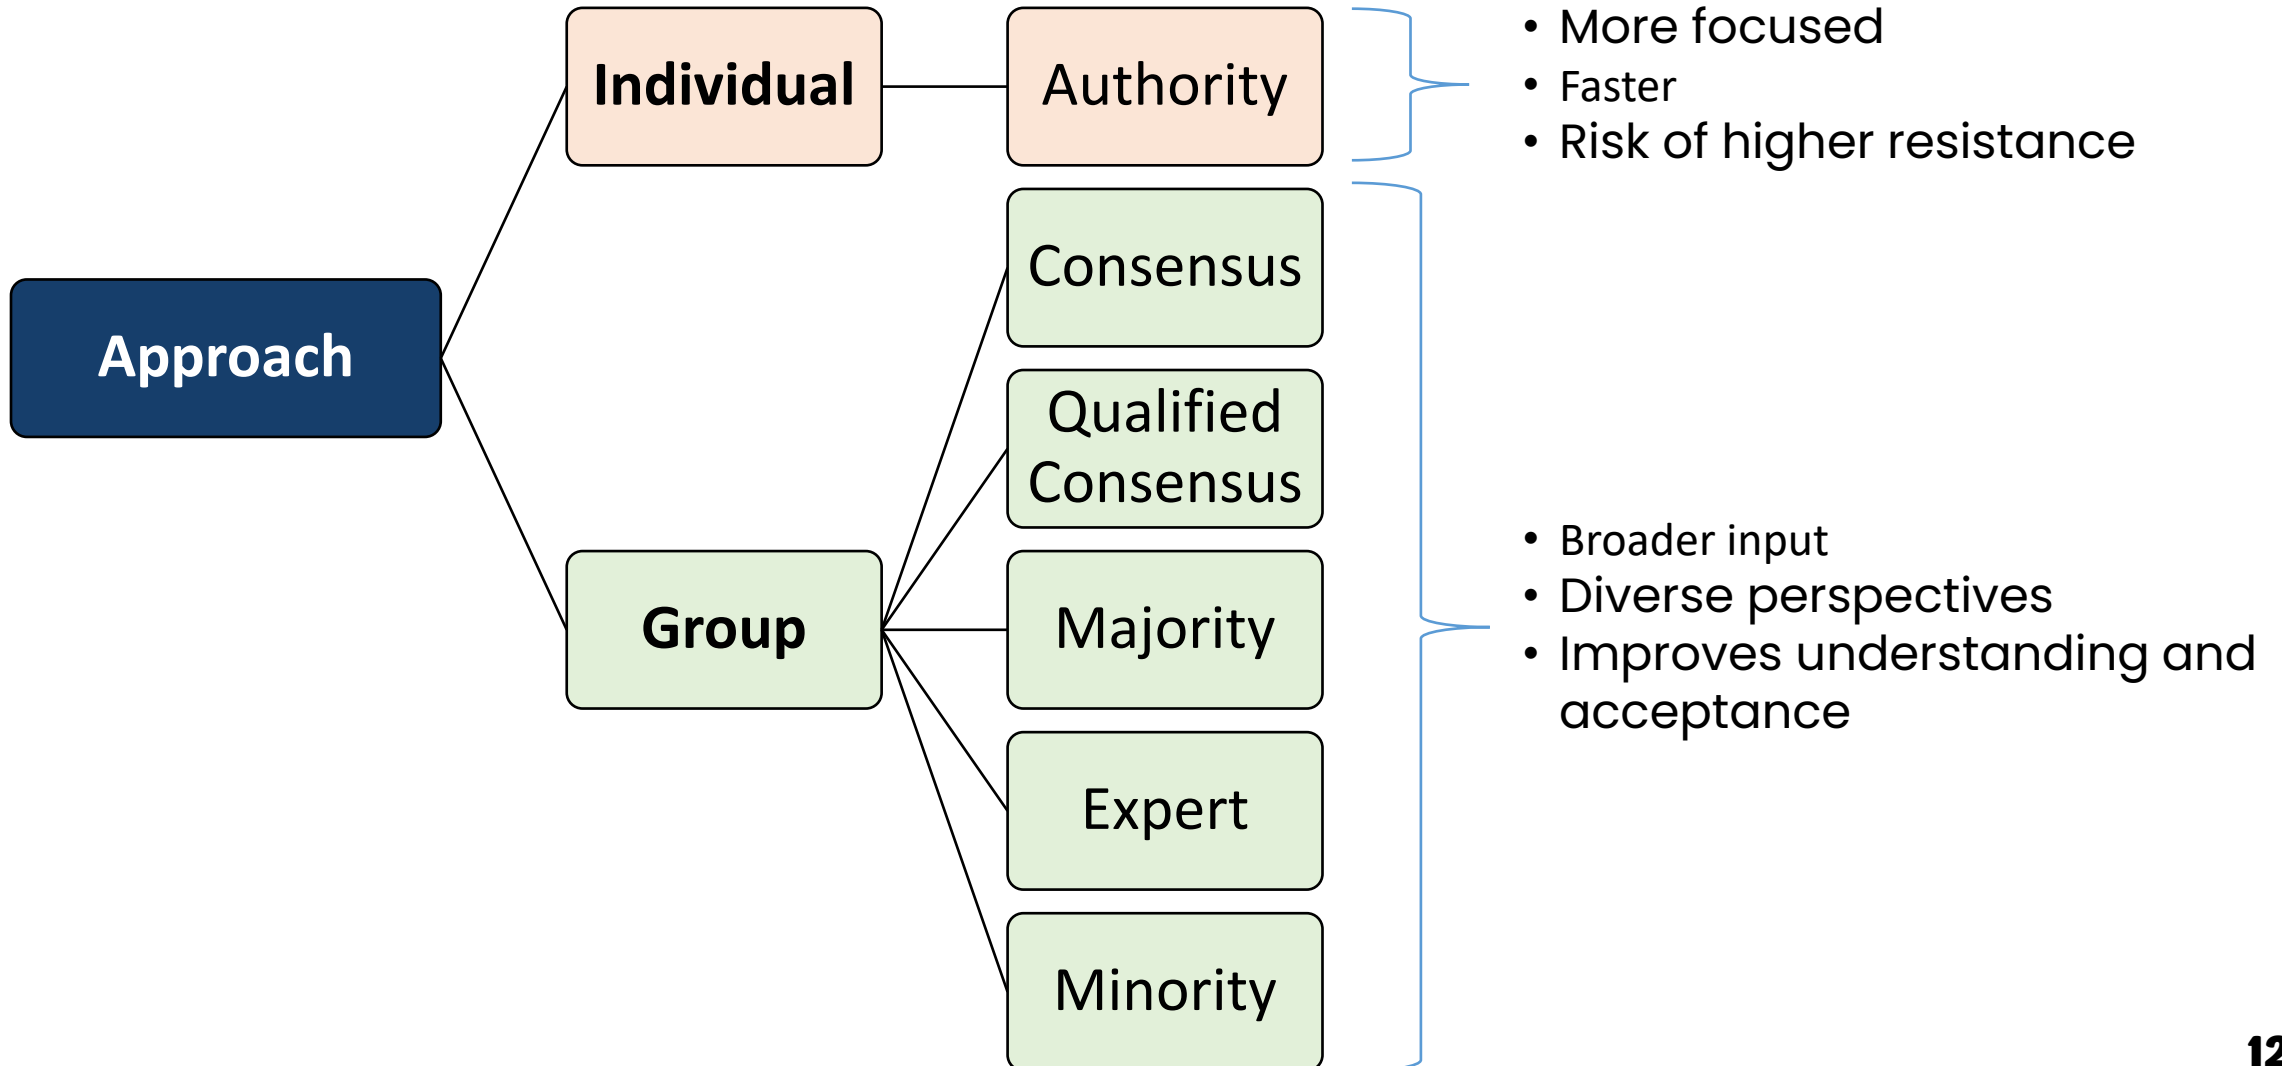 Individual
Authority
• More focused
• Faster
• Risk of higher resistance
Approach
Consensus
Qualified
Consensus
Group
Majority
Expert
Minority
• Broader input
• Diverse perspectives
• Improves understanding and
acceptance
12